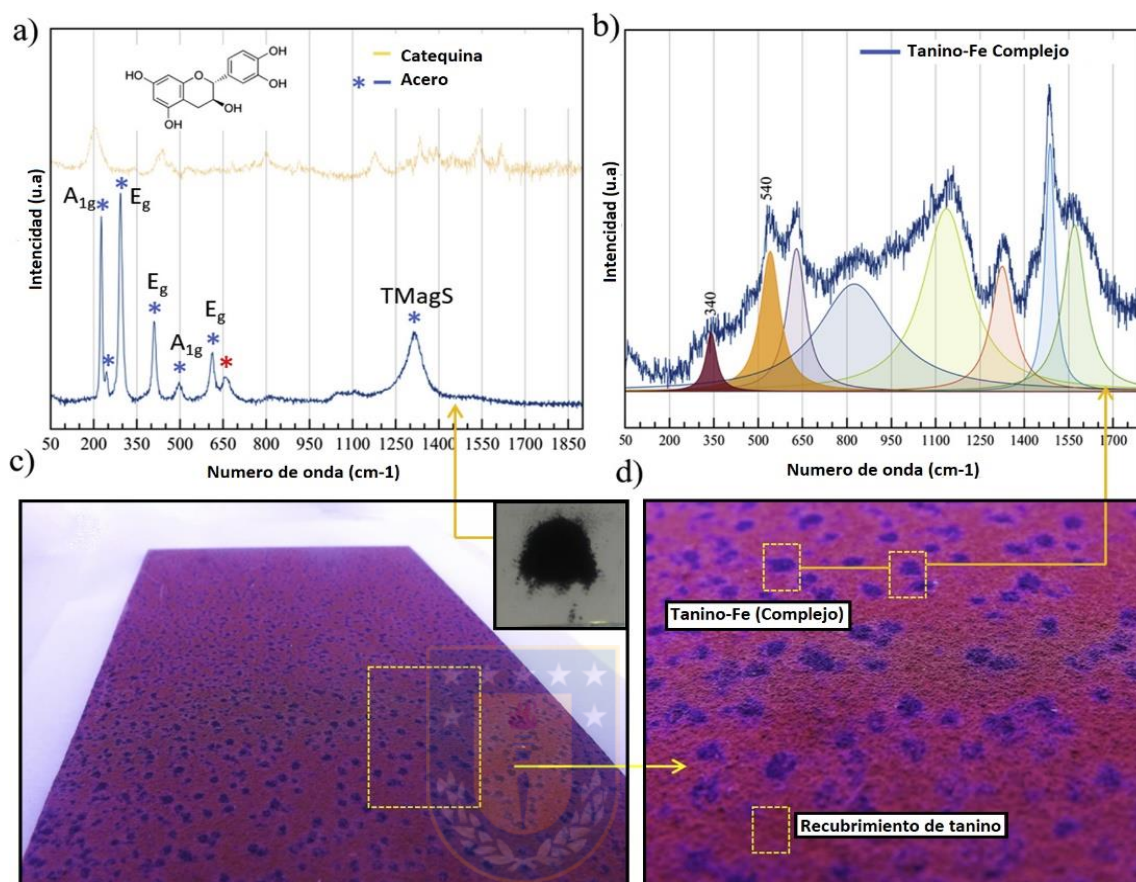 a)
OH
HO
O
OH
OH
OH
Catequina
* Acero
Intencidad (u.a)
A1g
*
* Eg
*
Eg
*
A1g
*
Eg
*
*
TMagS
*
50 200 350 500 650 800 950 1100 1250 1400 1550 1700 1850
Numero de onda (cm-1)
b)
Tanino-Fe Complejo
Intencidad (u.a)
340
540
50 200 350 500 650 800 950 1100 1250 1400 1550 1700
Numero de onda (cm-1)
c)
d)
Tanino-Fe (Complejo)
Recubrimiento de tanino